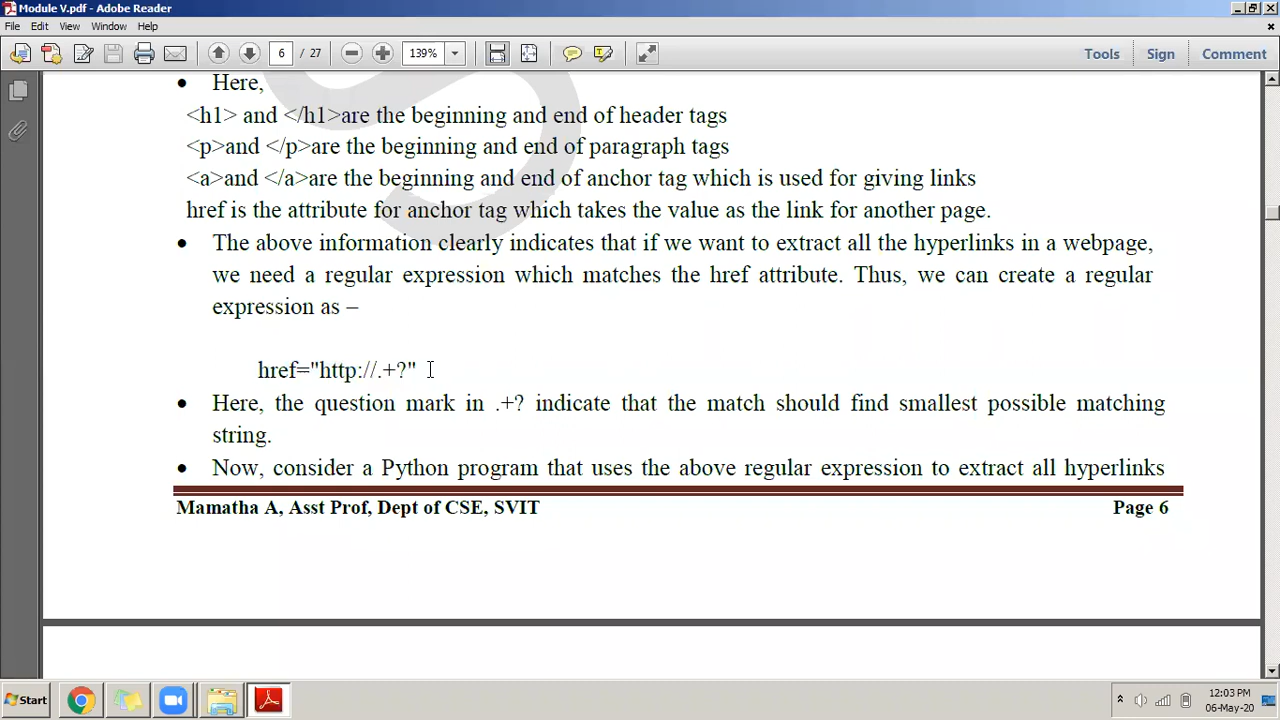 Module V.pdf - Adobe Reader
File Edit View Window Help
6 / 27 139% Tools Sign Comment
• Here,
<h1> and </h1>are the beginning and end of header tags
<p>and </p>are the beginning and end of paragraph tags
<a>and </a>are the beginning and end of anchor tag which is used for giving links
href is the attribute for anchor tag which takes the value as the link for another page.
• The above information clearly indicates that if we want to extract all the hyperlinks in a webpage,
we need a regular expression which matches the href attribute. Thus, we can create a regular
expression as –
href="http://.+?"
• Here, the question mark in .+? indicate that the match should find smallest possible matching
string.
• Now, consider a Python program that uses the above regular expression to extract all hyperlinks
Mamatha A, Asst Prof, Dept of CSE, SVIT Page 6
Start 12:03 PM
06-May-20